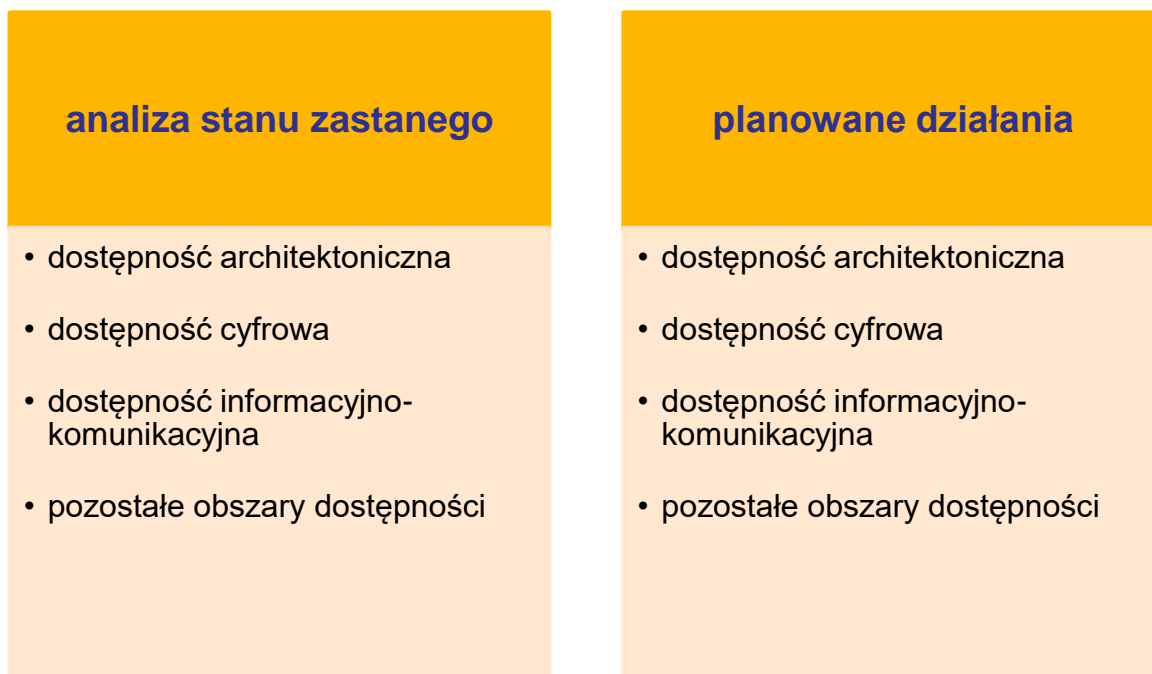 analiza stanu zastanego
• dostępność architektoniczna
• dostępność cyfrowa
• dostępność informacyjno-
komunikacyjna
• pozostałe obszary dostępności
planowane działania
• dostępność architektoniczna
• dostępność cyfrowa
• dostępność informacyjno-
komunikacyjna
• pozostałe obszary dostępności